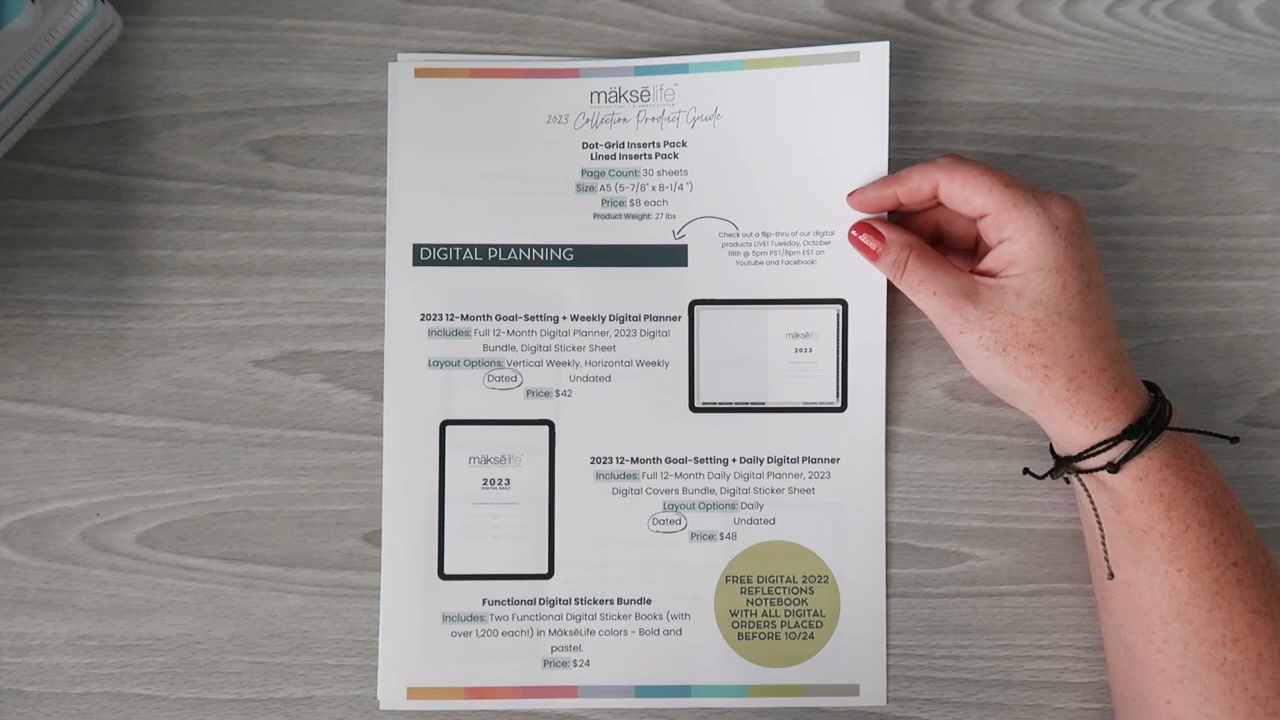 mäksēlife™
GOAL-SETTING + PLANNER SYSTEM
2023 Collection Product Guide
Dot-Grid Inserts Pack
Lined Inserts Pack
Page Count: 30 sheets
Size: A5 (5-7/8" x 8-1/4 ")
Price: $8 each
Product Weight: .27 lbs
Check out a flip-thru of our digital
products LIVE! Tuesday, October
18th @ 5pm PST/8pm EST on
Youtube and Facebook!
DIGITAL PLANNING
2023 12-Month Goal-Setting + Weekly Digital Planner
Includes: Full 12-Month Digital Planner, 2023 Digital
Bundle, Digital Sticker Sheet
Layout Options: Vertical Weekly, Horizontal Weekly
Dated Undated
Price: $42
mäksēlife
2023
mäksēlife
2023
DIGITAL DAILY
2023 12-Month Goal-Setting + Daily Digital Planner
Includes: Full 12-Month Daily Digital Planner, 2023
Digital Covers Bundle, Digital Sticker Sheet
Layout Options: Daily
Dated Undated
Price: $48
FREE DIGITAL 2022
REFLECTIONS
NOTEBOOK
WITH ALL DIGITAL
ORDERS PLACED
BEFORE 10/24
Functional Digital Stickers Bundle
Includes: Two Functional Digital Sticker Books (with
over 1,200 each!) in MäksēLife colors - Bold and
pastel.
Price: $24